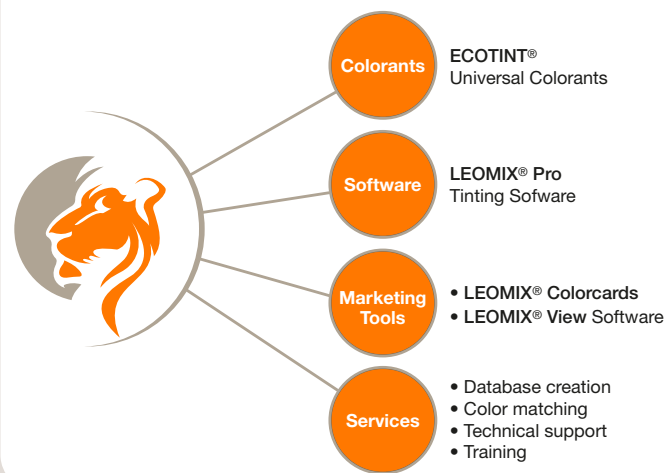 Colorants
ECOTINT®
Universal Colorants
Software
LEOMIX® Pro
Tinting Sofware
Marketing
Tools
• LEOMIX® Colorcards
• LEOMIX® View Software
Services
• Database creation
• Color matching
• Technical support
• Training